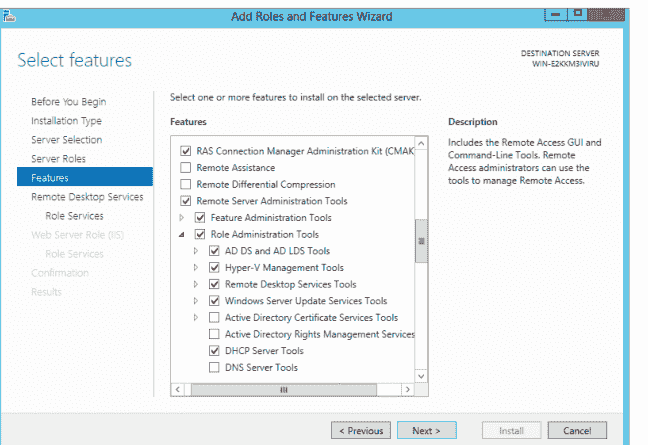 Add Roles and Features Wizard
Select features
DESTINATION SERVER
WIN-E2KKM3IVIRU
Before You Begin
Installation Type
Server Selection
Server Roles
Features
Remote Desktop Services
Role Services
Web Server Role (IIS)
Role Services
Confirmation
Results
Select one or more features to install on the selected server.
Features
RAS Connection Manager Administration Kit (CMAK
Remote Assistance
Remote Differential Compression
Remote Server Administration Tools
Feature Administration Tools
Role Administration Tools
AD DS and AD LDS Tools
Hyper-V Management Tools
Remote Desktop Services Tools
Windows Server Update Services Tools
Active Directory Certificate Services Tools
Active Directory Rights Management Services
DHCP Server Tools
DNS Server Tools
Description
Includes the Remote Access GUI and
Command-Line Tools. Remote
Access administrators can use the
tools to manage Remote Access.
< Previous
Next >
Install
Cancel